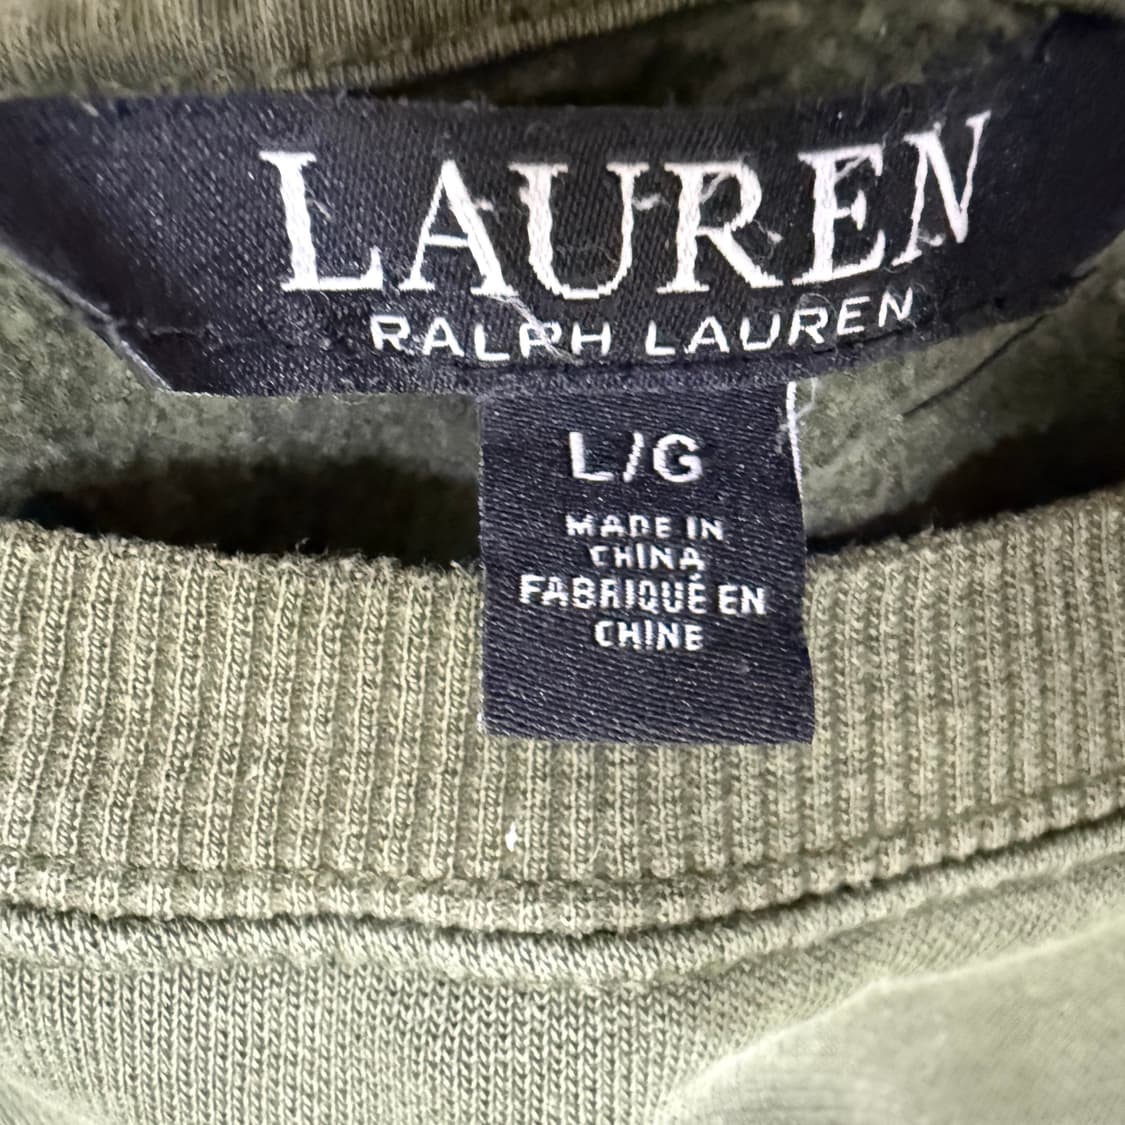 LAUREN
RALPH LAUREN
L/G
MADE IN
CHINA
FABRIQUÉ EN
CHINE